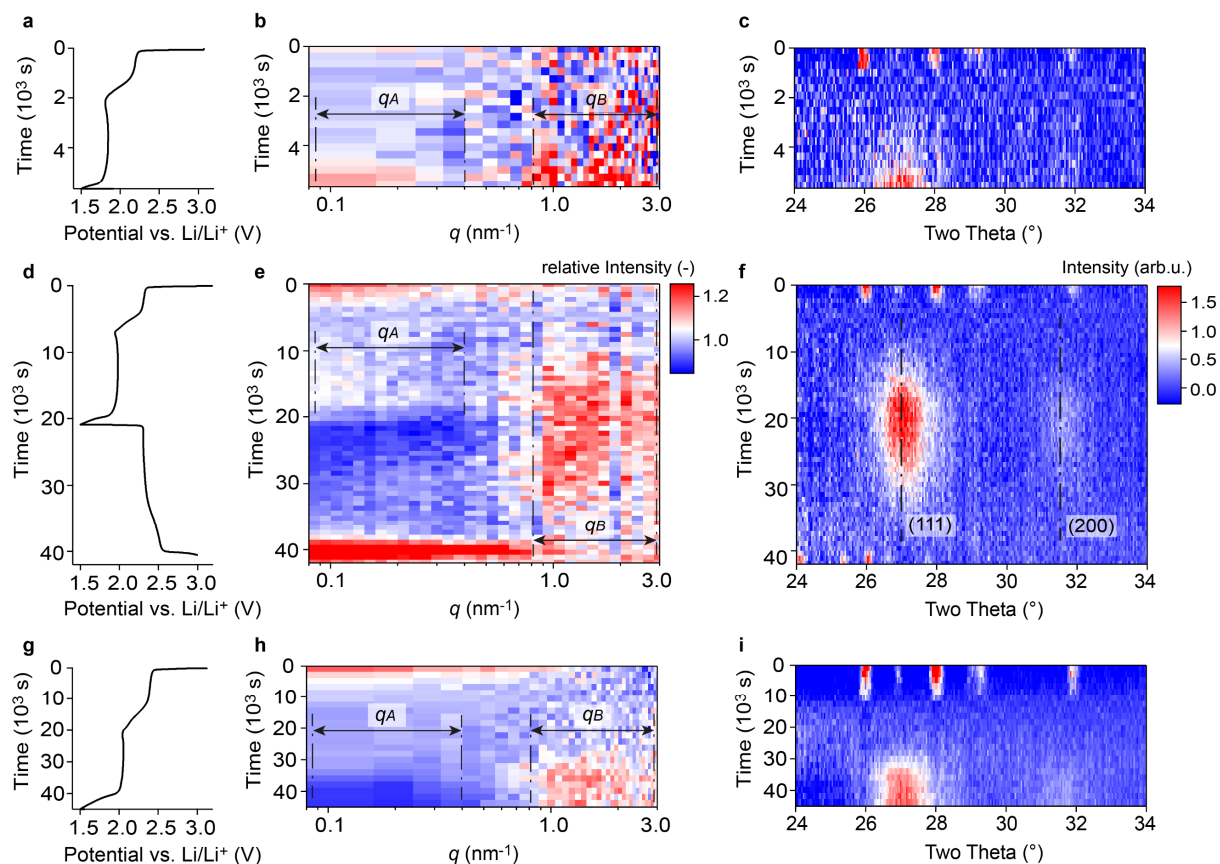 a
0
2
4
Time (10³ s)
1.5 2.0 2.5 3.0
Potential vs. Li/Li⁺ (V)
b
0
2
4
Time (10³ s)
qA
qB
0.1 1.0 3.0
q (nm⁻¹)
c
0
2
4
Time (10³ s)
24 26 28 30 32 34
Two Theta (°)
d
0
10
20
30
40
Time (10³ s)
1.5 2.0 2.5 3.0
Potential vs. Li/Li⁺ (V)
e
0
10
20
30
40
Time (10³ s)
qA
qB
0.1 1.0 3.0
q (nm⁻¹)
relative Intensity (-)
1.2
1.0
f
0
10
20
30
40
Time (10³ s)
(111) (200)
24 26 28 30 32 34
Two Theta (°)
Intensity (arb.u.)
1.5
1.0
0.5
0.0
g
0
10
20
30
40
Time (10³ s)
1.5 2.0 2.5 3.0
Potential vs. Li/Li⁺ (V)
h
0
10
20
30
40
Time (10³ s)
qA
qB
0.1 1.0 3.0
q (nm⁻¹)
i
0
10
20
30
40
Time (10³ s)
24 26 28 30 32 34
Two Theta (°)